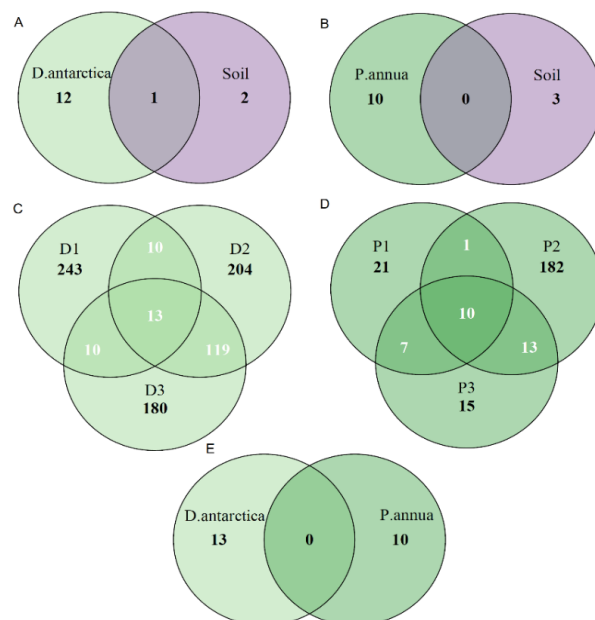 A
D.antarctica
Soil
12
1
2
B
P.annua
Soil
10
0
3
C
D1
10
D2
243
204
13
10
119
D3
180
D
P1
1
P2
21
182
10
7
13
P3
15
E
D.antarctica
P.annua
13
0
10